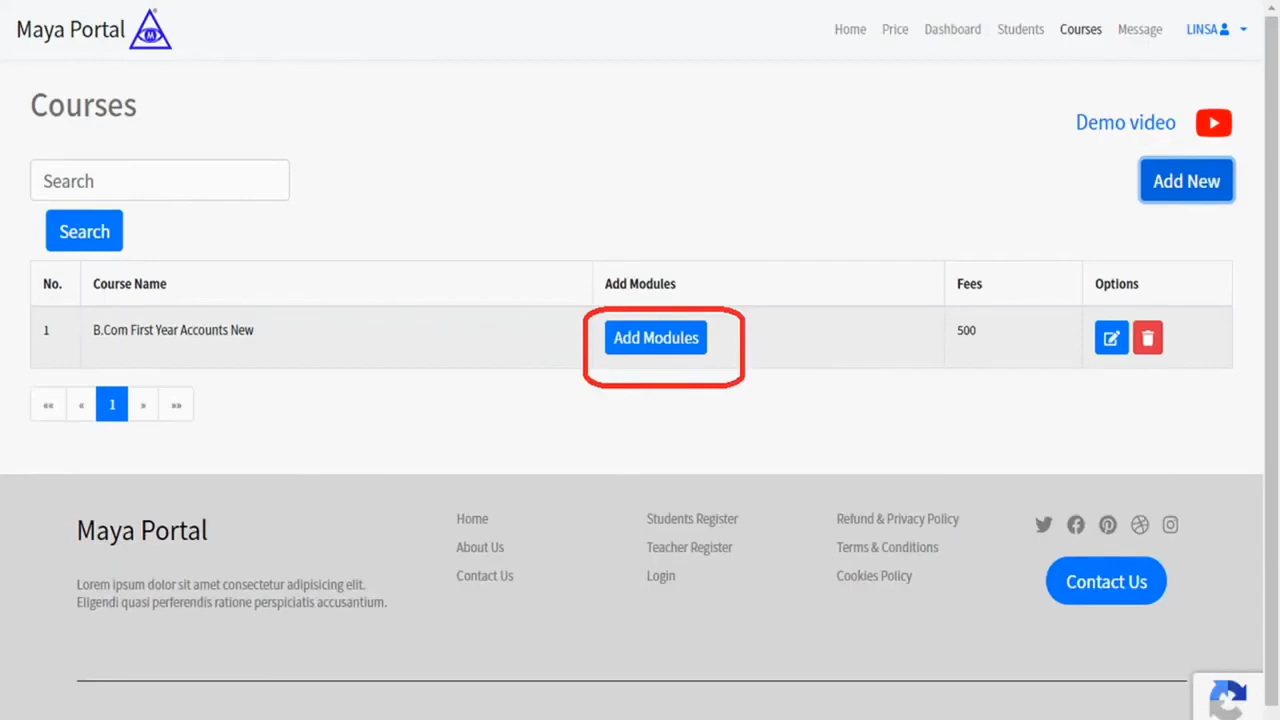 Maya Portal
Home Price Dashboard Students Courses Message LINSA
Courses
Demo video
Search
Add New
Search
No. Course Name Add Modules Fees Options
1 B.Com First Year Accounts New Add Modules 500
«« « 1 » »»
Maya Portal
Lorem ipsum dolor sit amet consectetur adipisicing elit.
Eligendi quasi perferendis ratione perspiciatis accusantium.
Home
About Us
Contact Us
Students Register
Teacher Register
Login
Refund & Privacy Policy
Terms & Conditions
Cookies Policy
Contact Us